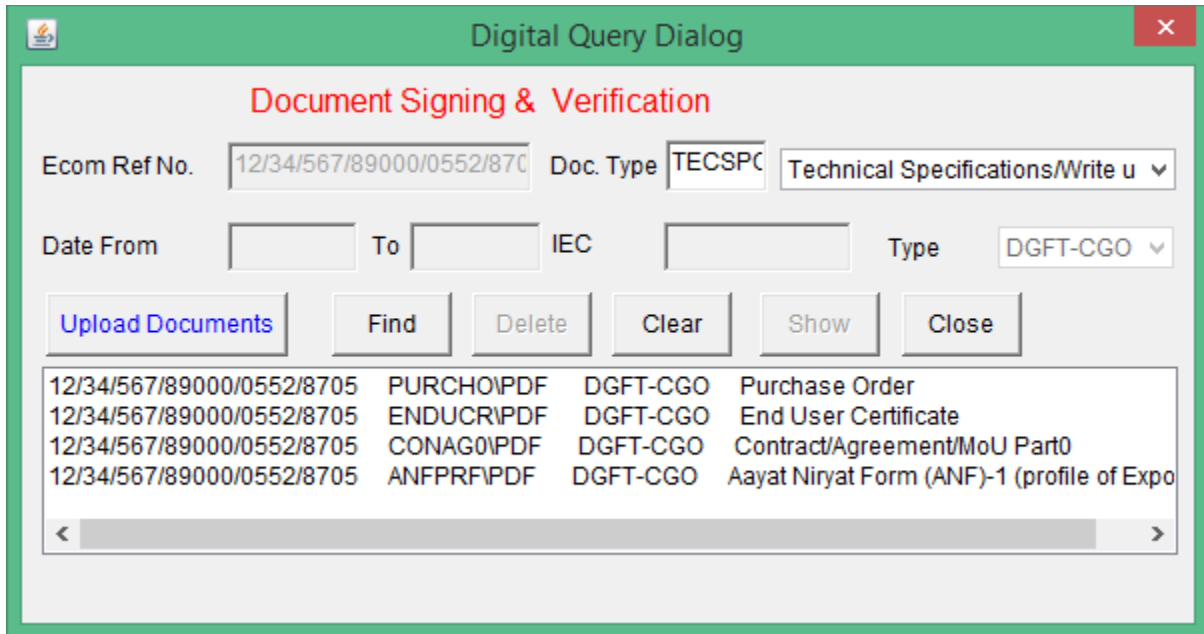 Digital Query Dialog
Document Signing & Verification
Ecom Ref No. 12/34/567/89000/0552/870 Doc. Type TECSPC Technical Specifications/Write u
Date From To IEC Type DGFT-CGO
Upload Documents Find Delete Clear Show Close
12/34/567/89000/0552/8705 PURCHO\PDF DGFT-CGO Purchase Order
12/34/567/89000/0552/8705 ENDUCR\PDF DGFT-CGO End User Certificate
12/34/567/89000/0552/8705 CONAG0\PDF DGFT-CGO Contract/Agreement/MoU Part0
12/34/567/89000/0552/8705 ANFPRF\PDF DGFT-CGO Aayat Niryat Form (ANF)-1 (profile of Expo